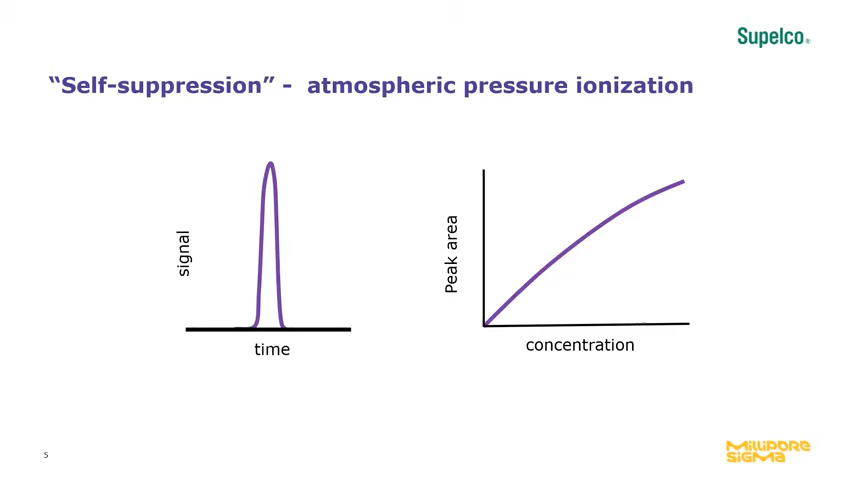 Supelco®
“Self-suppression” - atmospheric pressure ionization
signal
time
Peak area
concentration
5
MilliPORE
SigMa